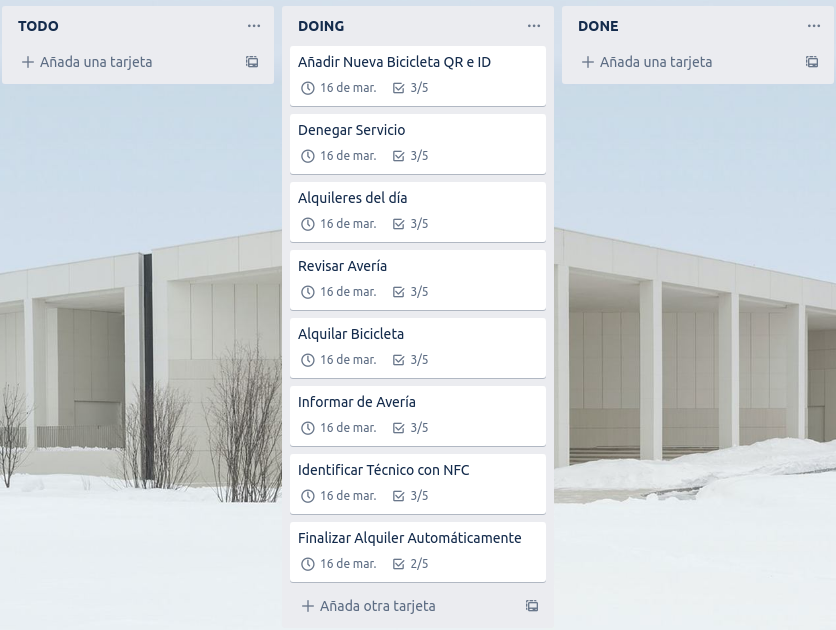 TODO
Añada una tarjeta
DOING
Añadir Nueva Bicicleta QR e ID
16 de mar. 3/5
Denegar Servicio
16 de mar. 3/5
Alquileres del día
16 de mar. 3/5
Revisar Avería
16 de mar. 3/5
Alquilar Bicicleta
16 de mar. 3/5
Informar de Avería
16 de mar. 3/5
Identificar Técnico con NFC
16 de mar. 3/5
Finalizar Alquiler Automáticamente
16 de mar. 2/5
Añada otra tarjeta
DONE
Añada una tarjeta